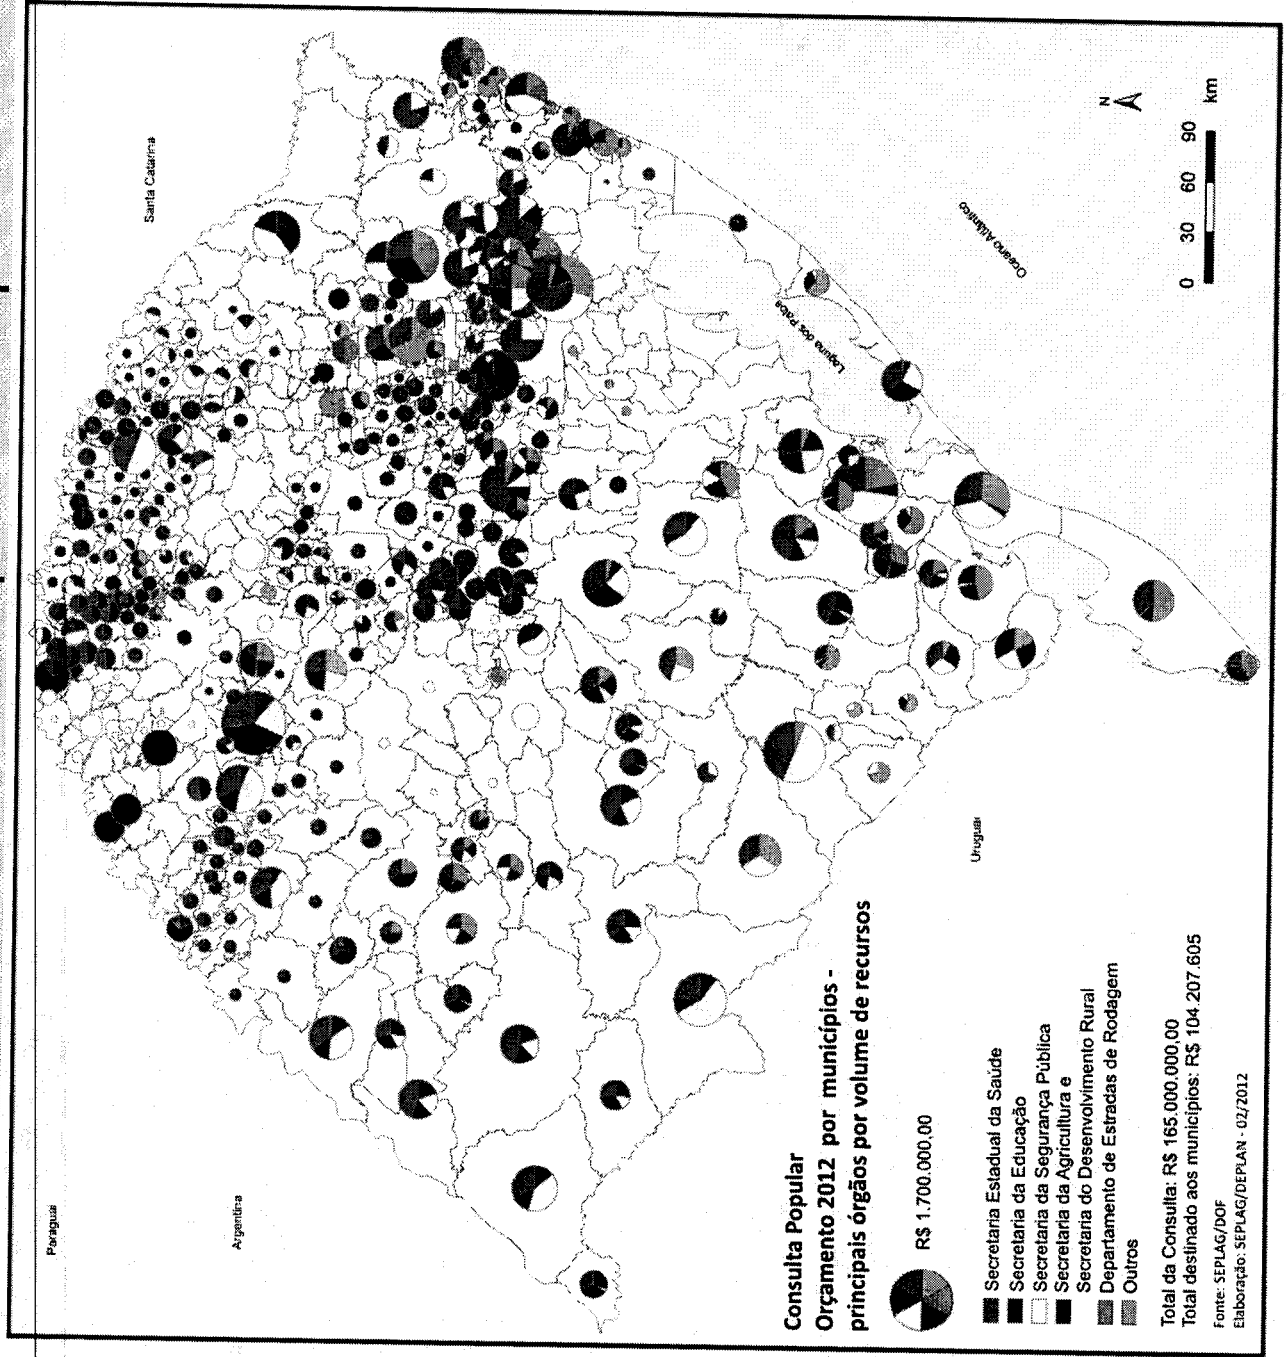 Paraguai
Argentina
Santa Catarina
Uruguai
Oceano Atlântico
Laguna dos Patos
N
0 30 60 90 km
Consulta Popular
Orçamento 2012 por municípios -
principais órgãos por volume de recursos
R$ 1.700.000,00
Secretaria Estadual da Saúde
Secretaria da Educação
Secretaria da Segurança Pública
Secretaria da Agricultura e
Secretaria do Desenvolvimento Rural
Departamento de Estradas de Rodagem
Outros
Total da Consulta: R$ 165.000.000,00
Total destinado aos municípios: R$ 104.207.605
Fonte: SEPLAG/DOF
Elaboração: SEPLAG/DEPLAN - 02/2012